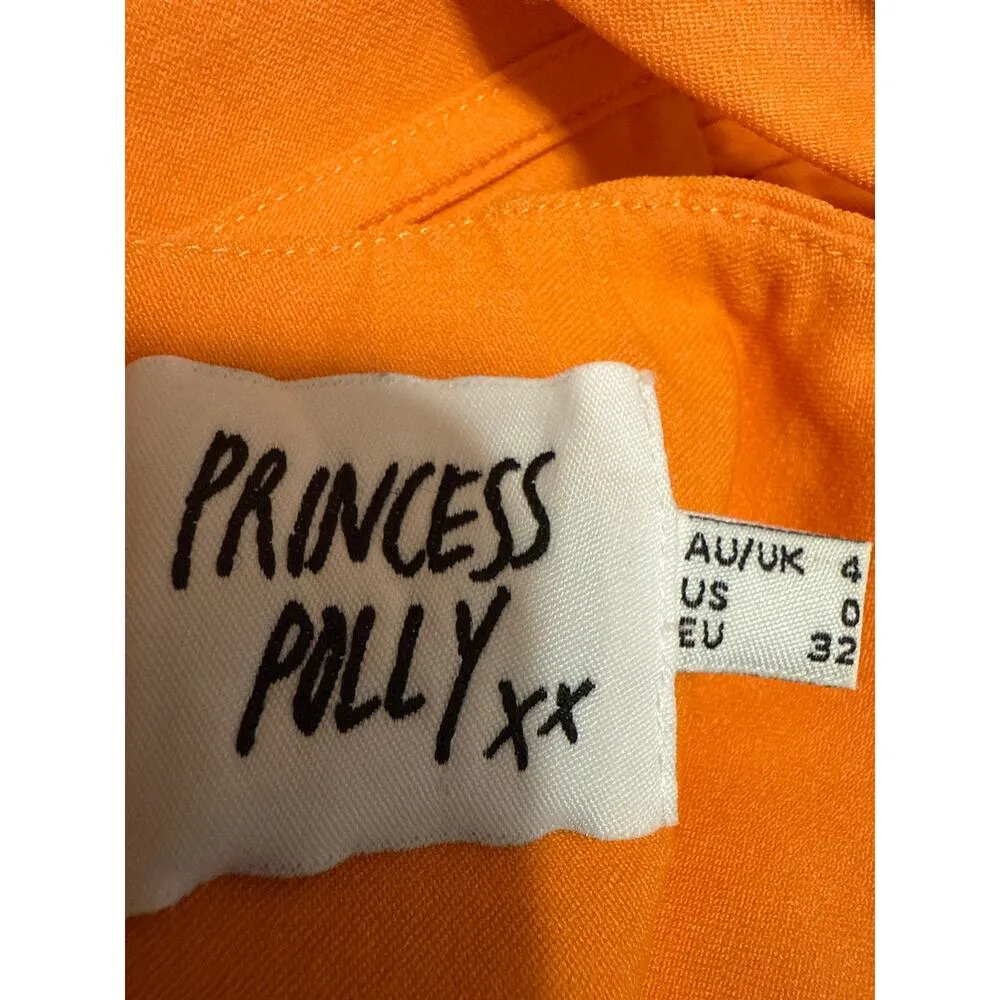 PRINCESS
POLLY xx
AU/UK 4
US 0
EU 32